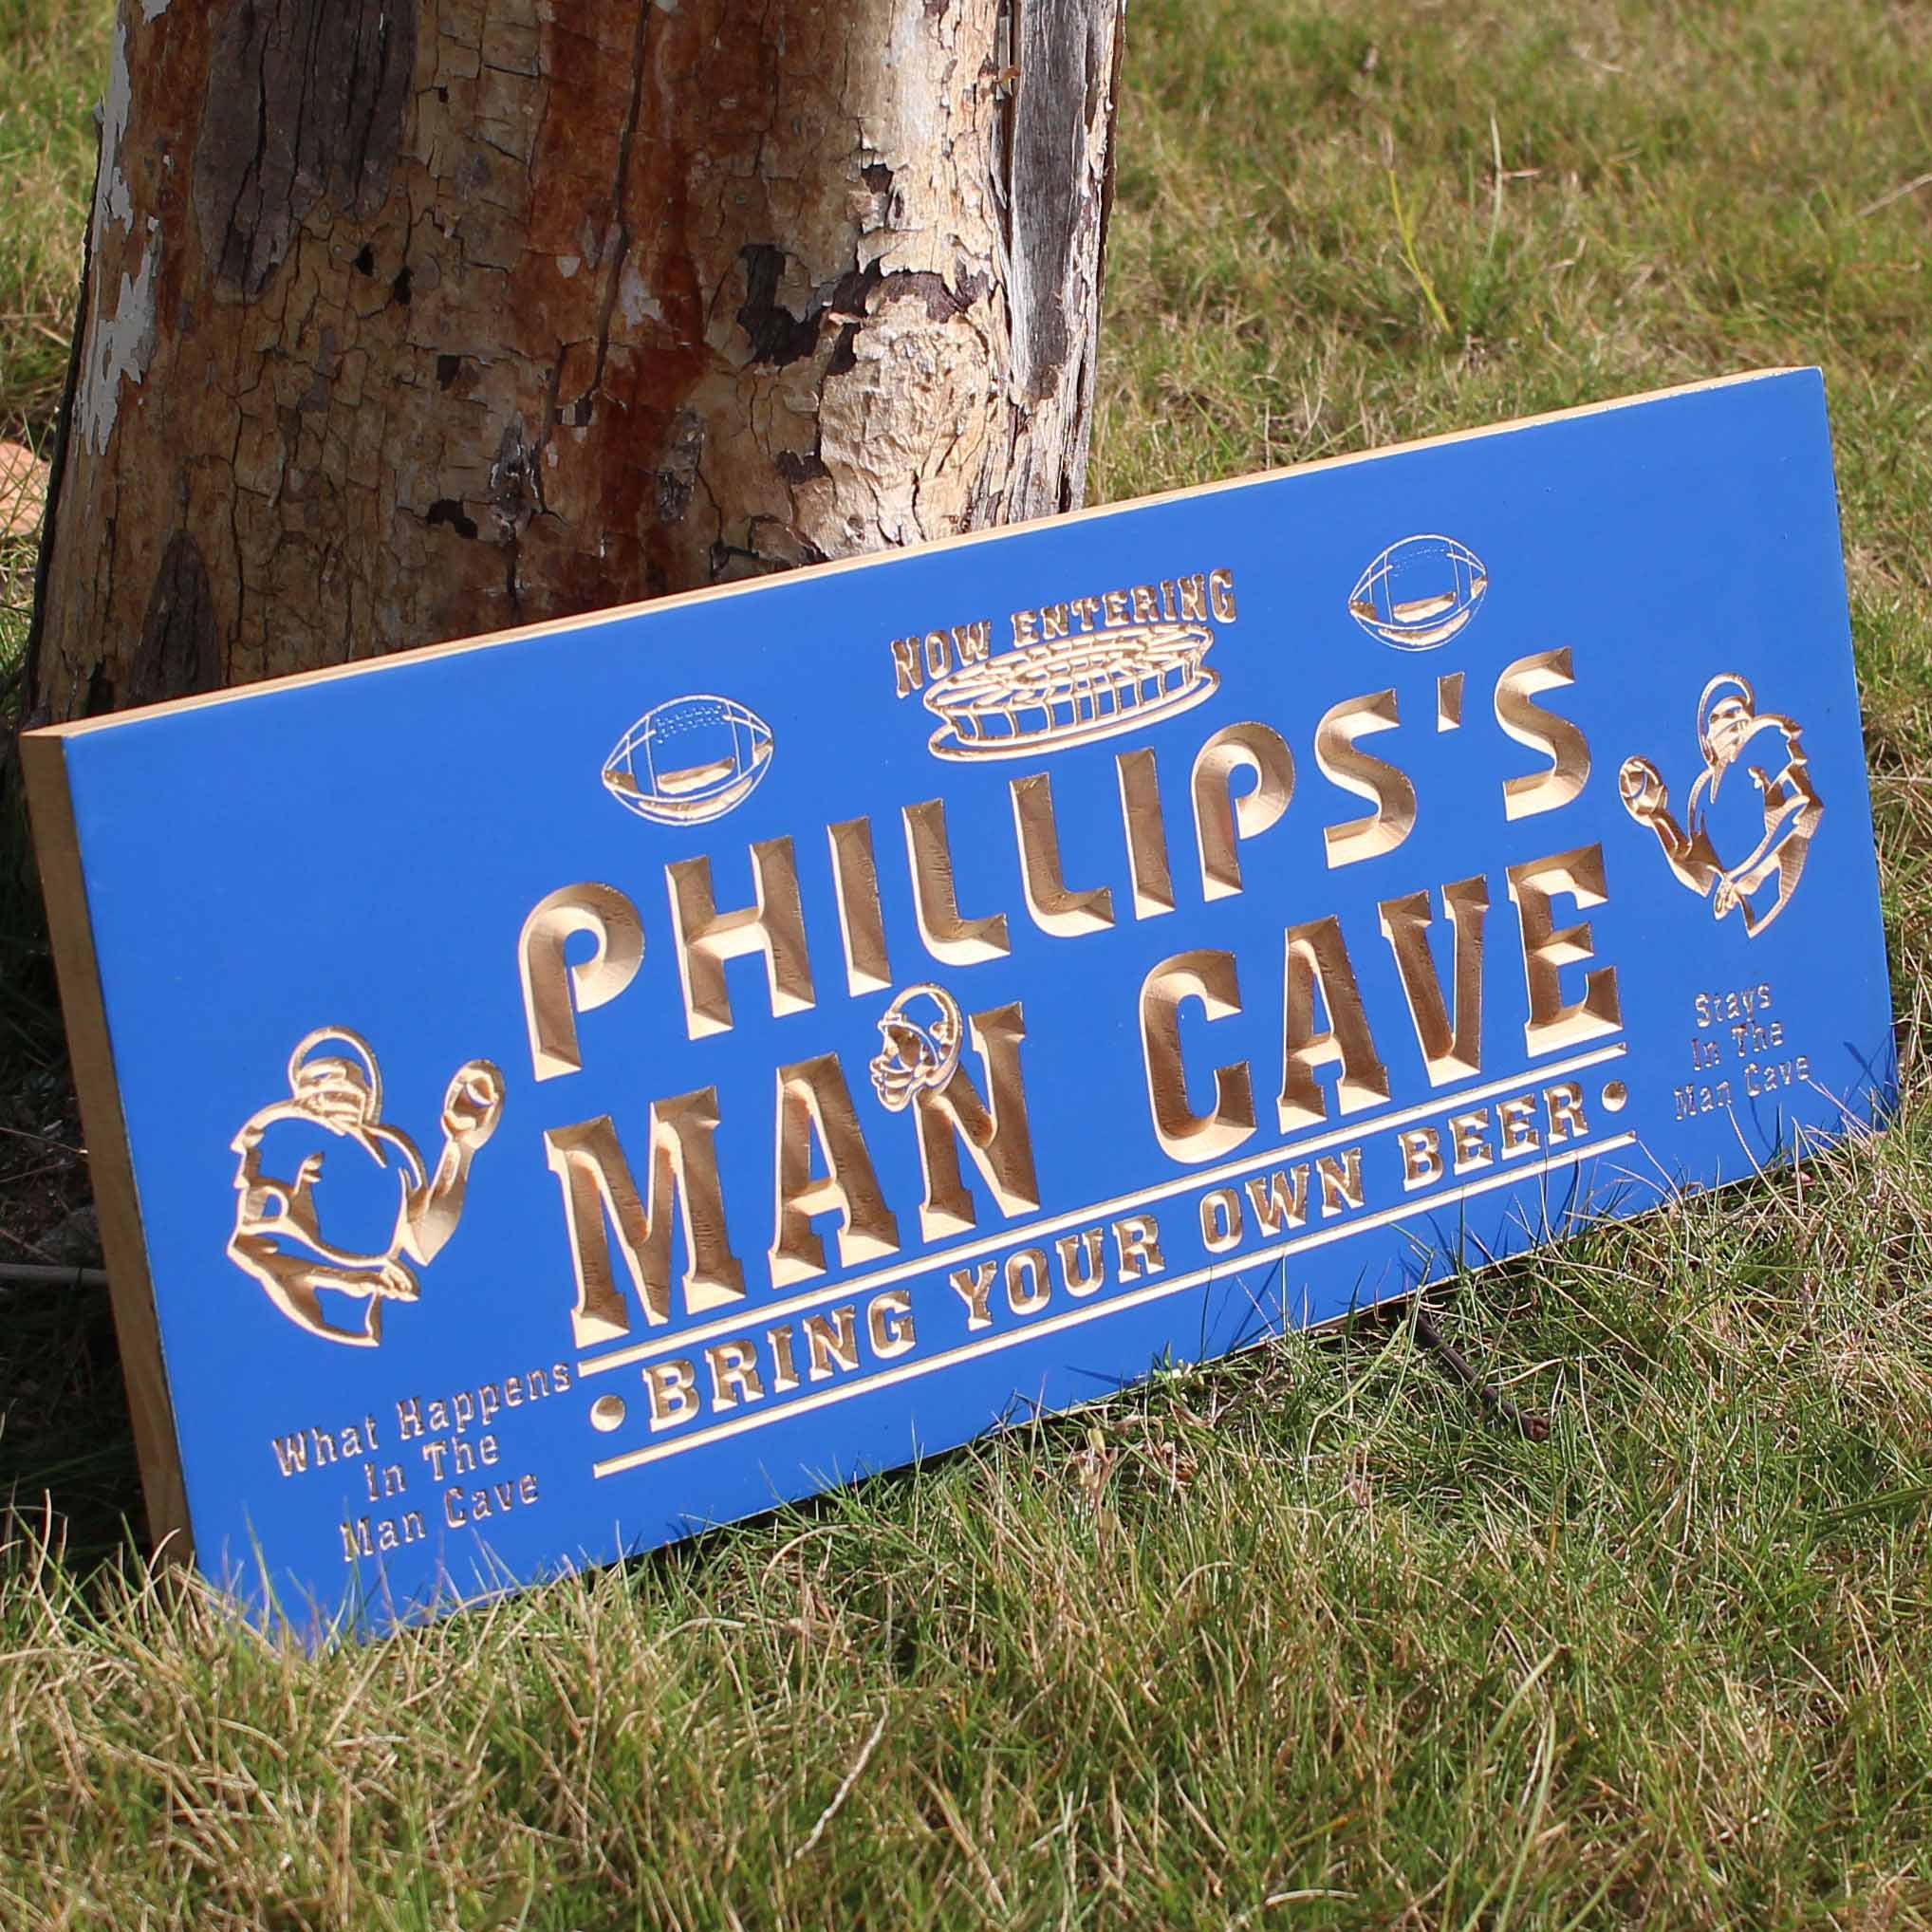 NOW ENTERING
PHILLIPS'S
MAN CAVE
• BRING YOUR OWN BEER •
What Happens
In The
Man Cave
Stays
In The
Man Cave